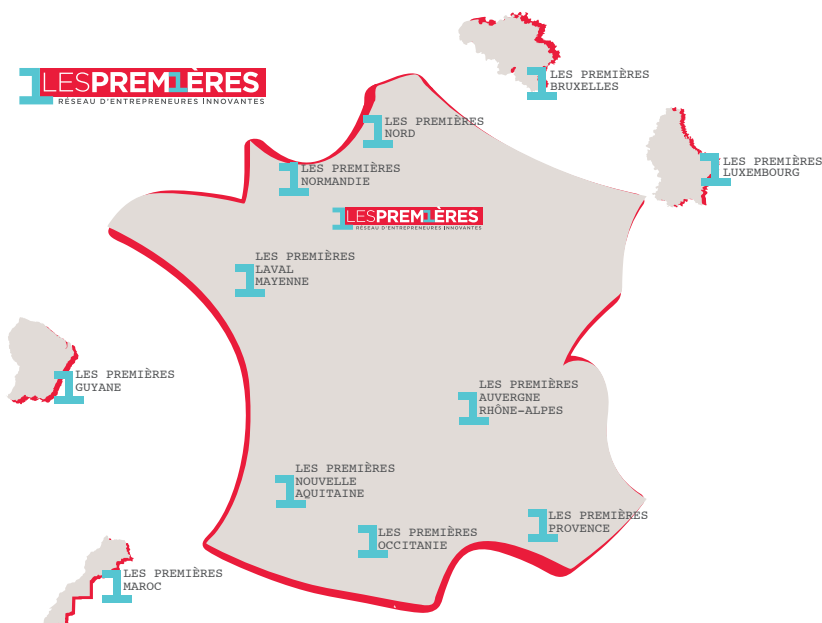 LESPREM1ÈRES
RÉSEAU D'ENTREPRENEURES INNOVANTES
LES PREMIÈRES
BRUXELLES
LES PREMIÈRES
NORD
LES PREMIÈRES
LUXEMBOURG
LES PREMIÈRES
NORMANDIE
LESPREM1ÈRES
RÉSEAU D'ENTREPRENEURES INNOVANTES
LES PREMIÈRES
LAVAL
MAYENNE
LES PREMIÈRES
GUYANE
LES PREMIÈRES
AUVERGNE
RHÔNE-ALPES
LES PREMIÈRES
NOUVELLE
AQUITAINE
LES PREMIÈRES
PROVENCE
LES PREMIÈRES
OCCITANIE
LES PREMIÈRES
MAROC